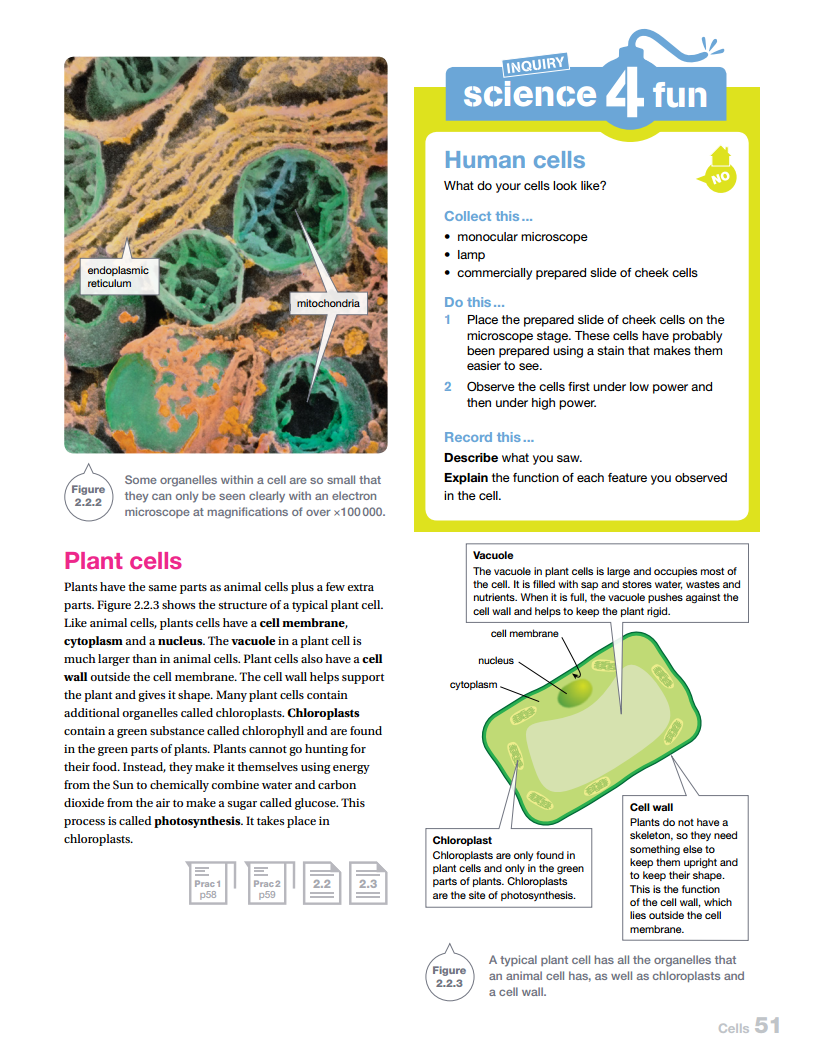 endoplasmic
reticulum
mitochondria
Figure
2.2.2
Some organelles within a cell are so small that
they can only be seen clearly with an electron
microscope at magnifications of over ×100 000.
Plant cells
Plants have the same parts as animal cells plus a few extra
parts. Figure 2.2.3 shows the structure of a typical plant cell.
Like animal cells, plants cells have a cell membrane,
cytoplasm and a nucleus. The vacuole in a plant cell is
much larger than in animal cells. Plant cells also have a cell
wall outside the cell membrane. The cell wall helps support
the plant and gives it shape. Many plant cells contain
additional organelles called chloroplasts. Chloroplasts
contain a green substance called chlorophyll and are found
in the green parts of plants. Plants cannot go hunting for
their food. Instead, they make it themselves using energy
from the Sun to chemically combine water and carbon
dioxide from the air to make a sugar called glucose. This
process is called photosynthesis. It takes place in
chloroplasts.
Prac 1
p58
Prac 2
p59
2.2
2.3
INQUIRY
science 4 fun
Human cells
NO
What do your cells look like?
Collect this ...
• monocular microscope
• lamp
• commercially prepared slide of cheek cells
Do this ...
1 Place the prepared slide of cheek cells on the
microscope stage. These cells have probably
been prepared using a stain that makes them
easier to see.
2 Observe the cells first under low power and
then under high power.
Record this ...
Describe what you saw.
Explain the function of each feature you observed
in the cell.
Vacuole
The vacuole in plant cells is large and occupies most of
the cell. It is filled with sap and stores water, wastes and
nutrients. When it is full, the vacuole pushes against the
cell wall and helps to keep the plant rigid.
cell membrane
nucleus
cytoplasm
Chloroplast
Chloroplasts are only found in
plant cells and only in the green
parts of plants. Chloroplasts
are the site of photosynthesis.
Cell wall
Plants do not have a
skeleton, so they need
something else to
keep them upright and
to keep their shape.
This is the function
of the cell wall, which
lies outside the cell
membrane.
Figure
2.2.3
A typical plant cell has all the organelles that
an animal cell has, as well as chloroplasts and
a cell wall.
Cells 51